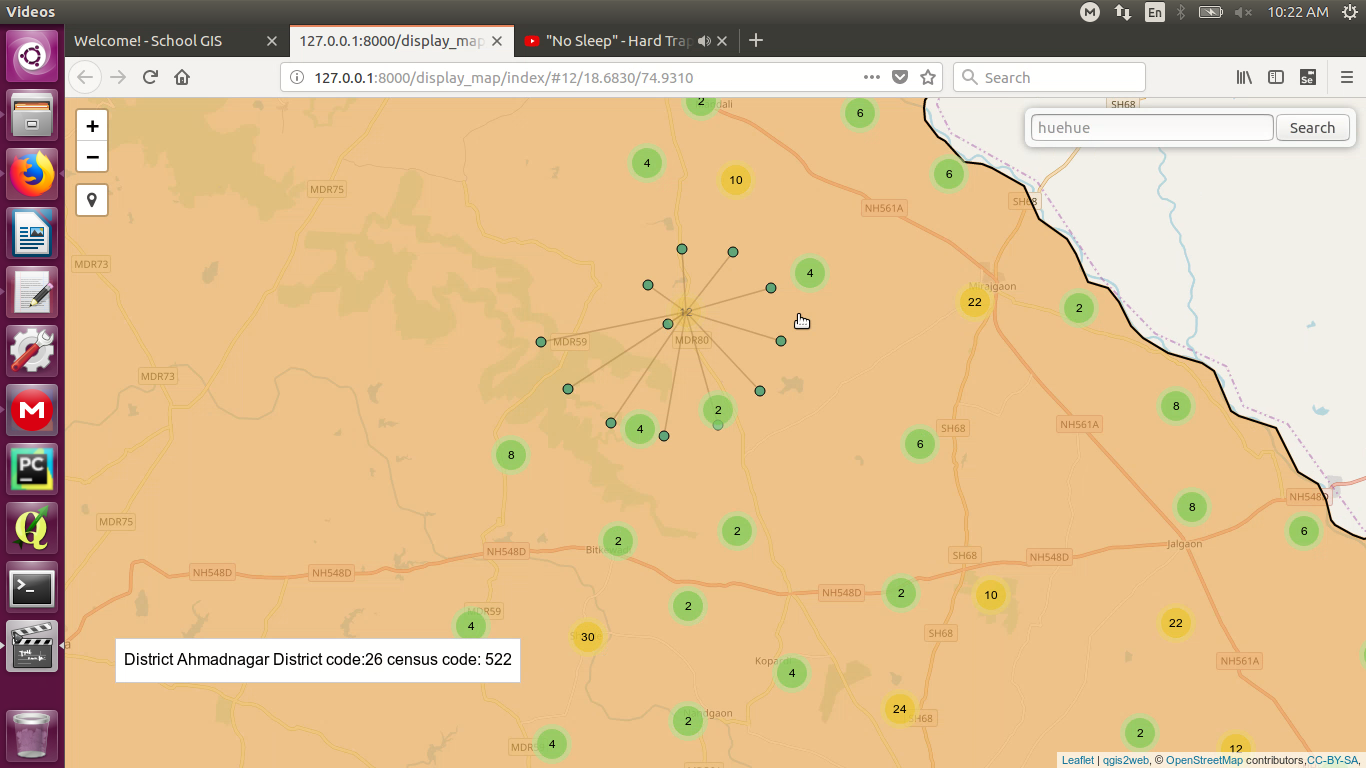 Videos
M
En
10:22 AM
Welcome! - School GIS
127.0.0.1:8000/display_map
"No Sleep" - Hard Trap
127.0.0.1:8000/display_map/index/#12/18.6830/74.9310
Search
Se
+
−
huehue
Search
SH68
2
6
4
10
6
MDR75
SH68
NH561A
MDR73
4
Mirajgaon
22
2
12
MDR59
MDR80
MDR73
8
2
4
NH561A
SH68
6
8
NH548D
8
MDR75
2
2
6
Jalgaon
NH548D
SH68
NH548D
NH548D
NH548D
NH548D
2
10
2
MDR59
4
30
22
SH68
NH561A
District Ahmadnagar District code:26 census code: 522
4
24
SH68
2
4
2
12
PC
Leaflet | qgis2web, © OpenStreetMap contributors,CC-BY-SA,